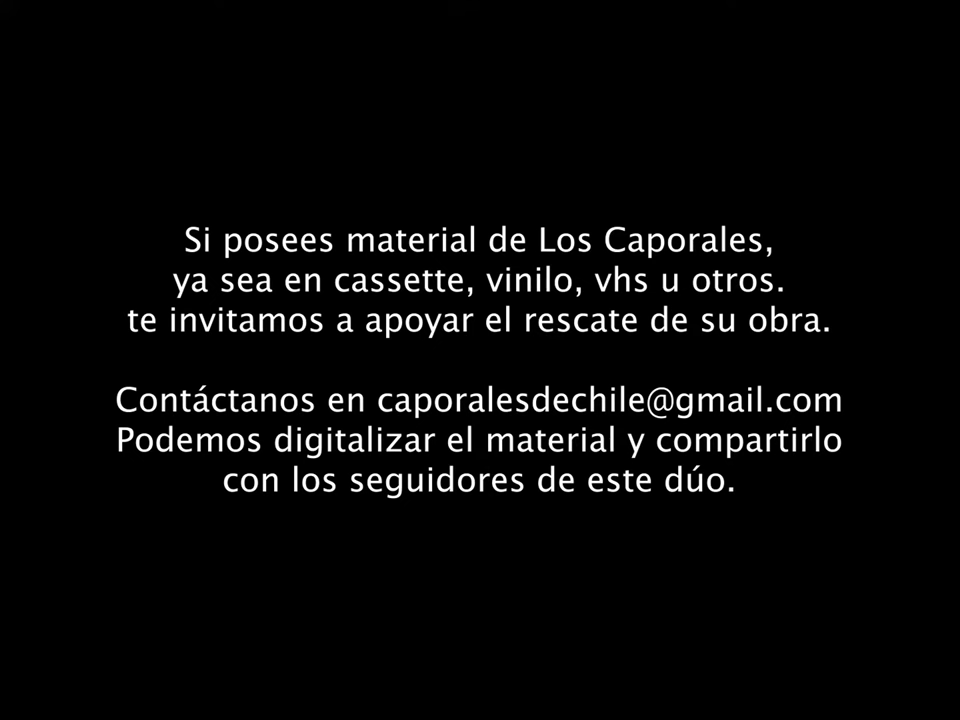 Si posees material de Los Caporales,
ya sea en cassette, vinilo, vhs u otros.
te invitamos a apoyar el rescate de su obra.
Contáctanos en caporalesdechile@gmail.com
Podemos digitalizar el material y compartirlo
con los seguidores de este dúo.